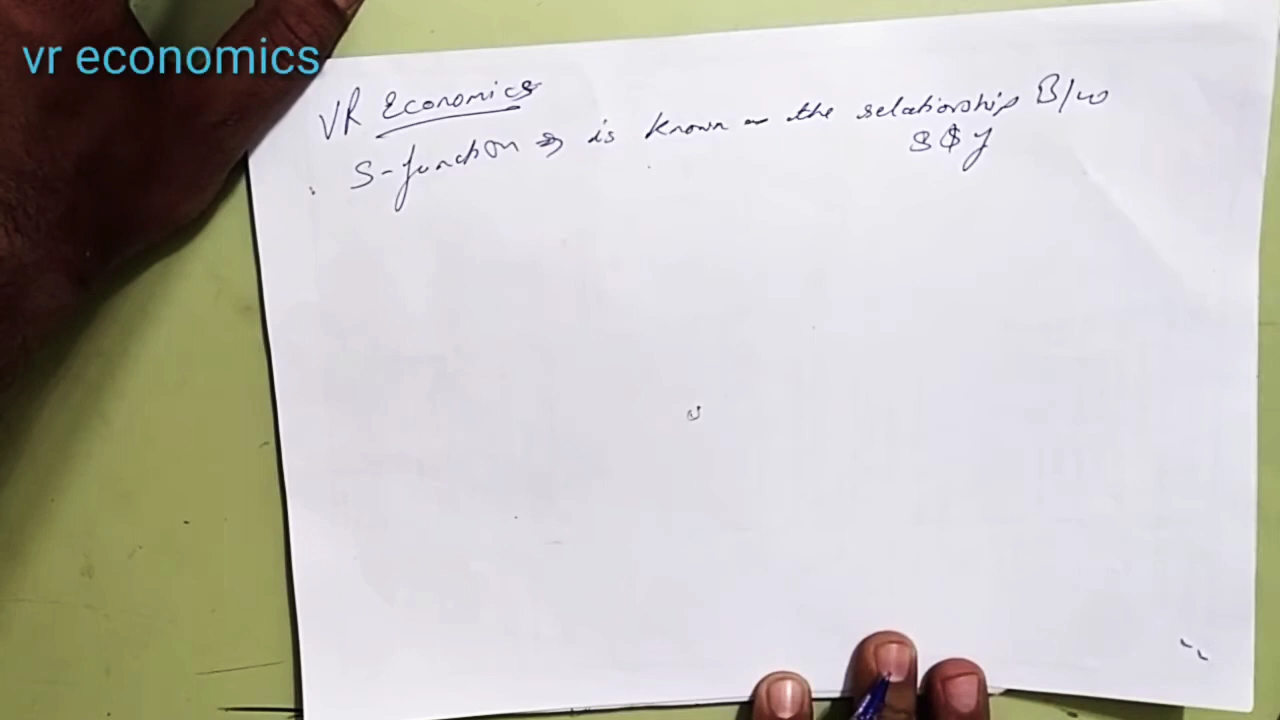 vr economics
VR Economics
S-function ⇒ is known as the relationship B/w
S & Y